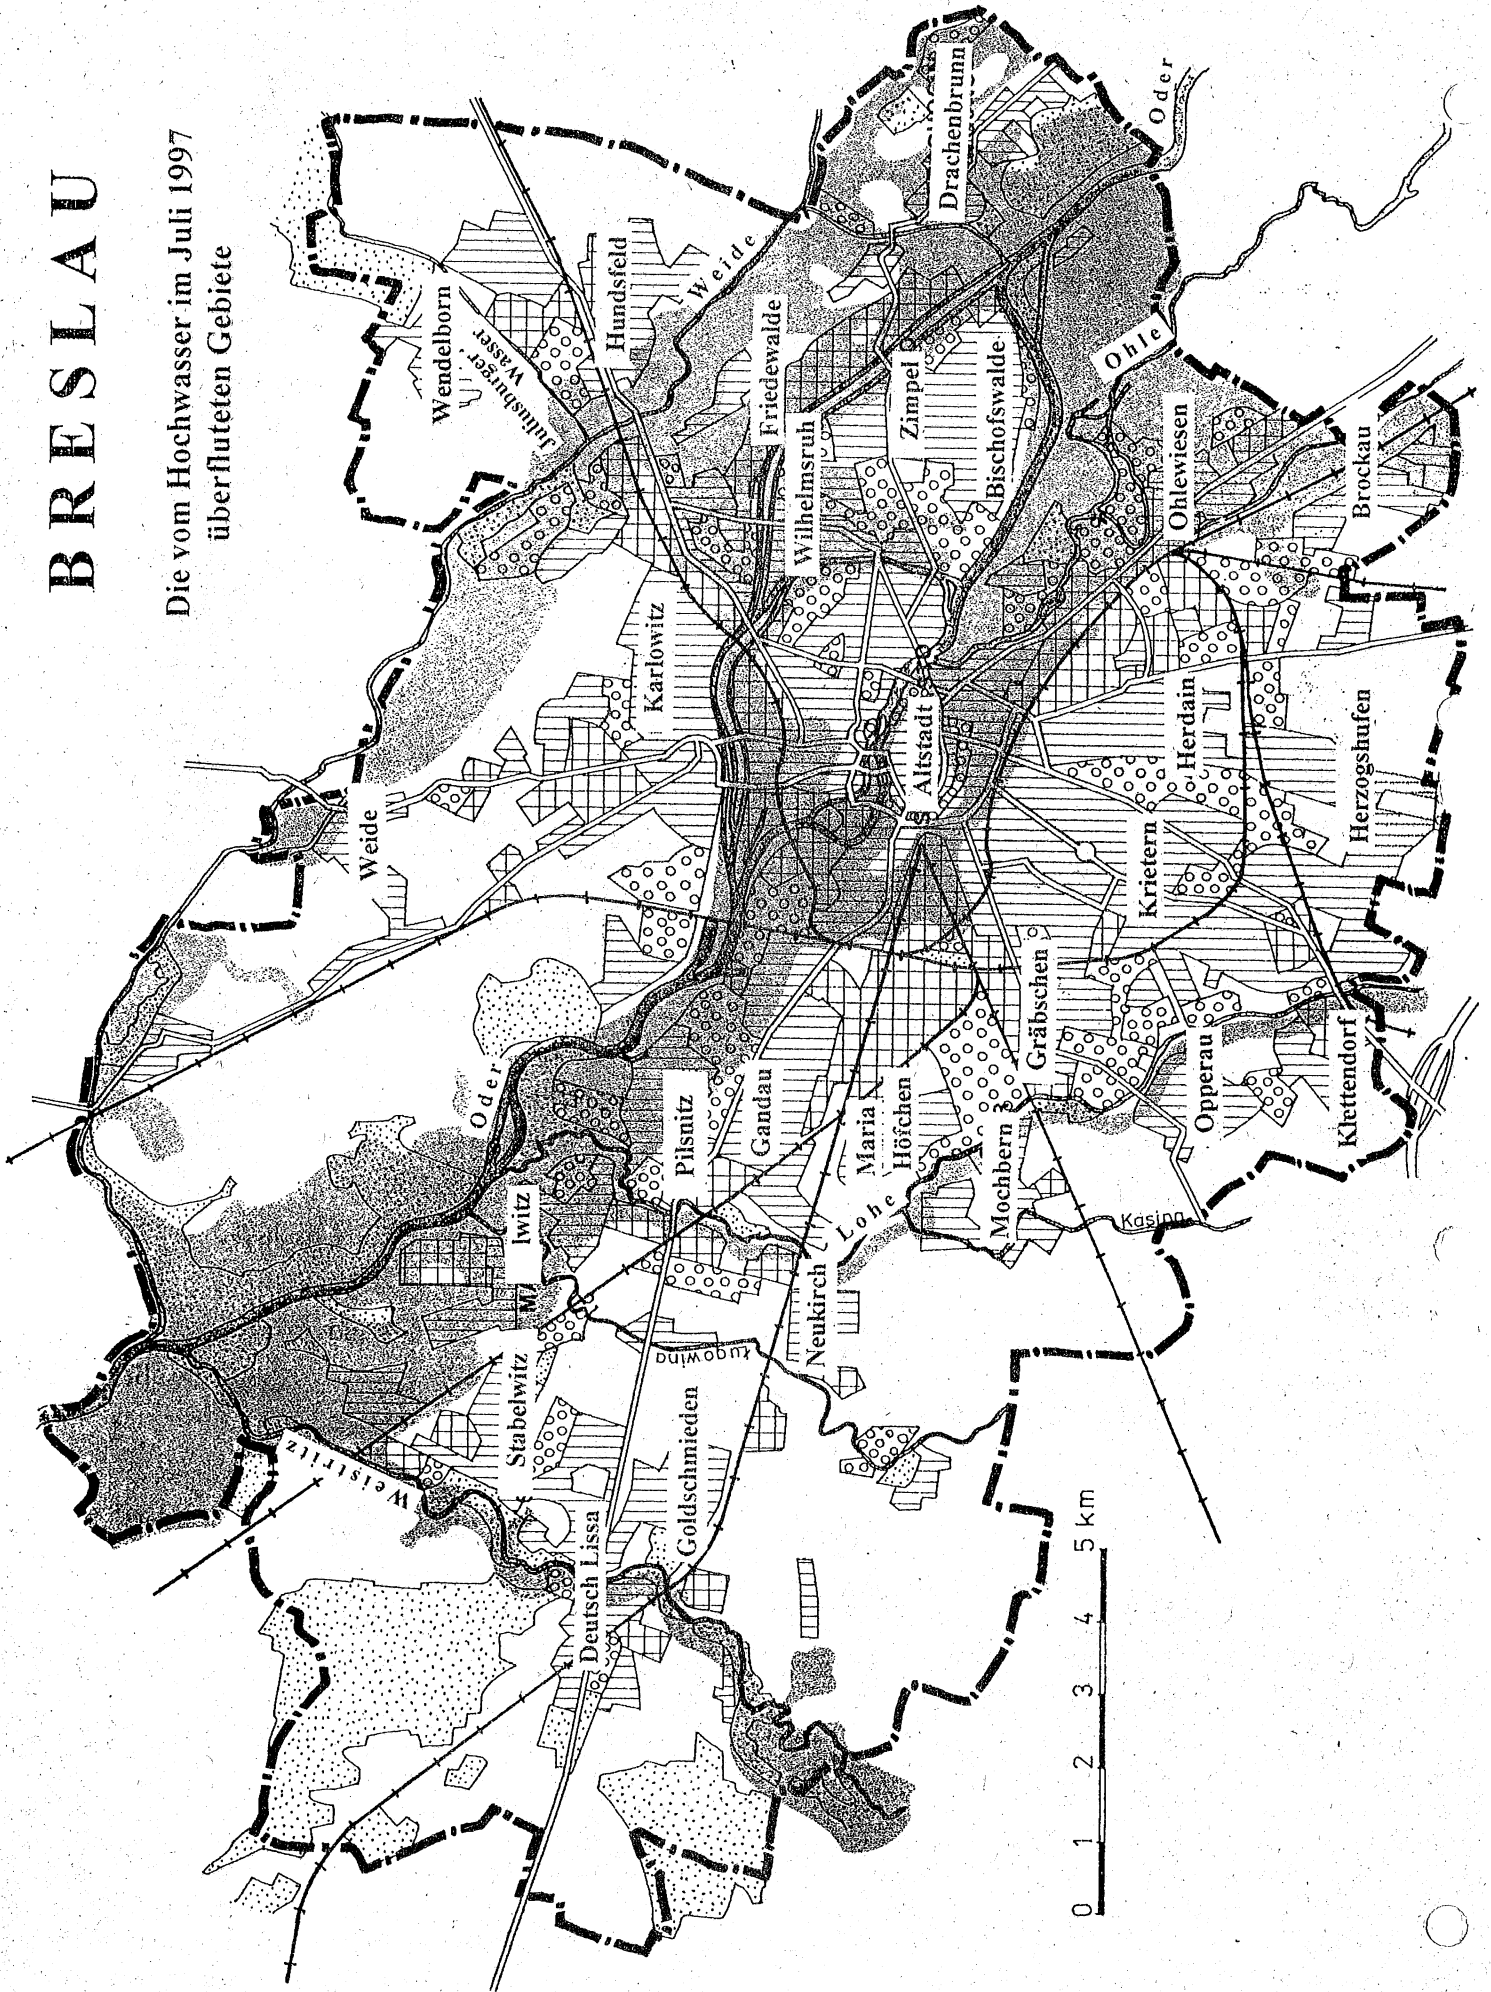 BRESLAU
Die vom Hochwasser im Juli 1997
überfluteten Gebiete
Wendelborn
Juliusburger
Wasser
Hundsfeld
Weide
Drachenbrunn
Oder
Friedewalde
Wilhelmsruh
Zimpel
Bischofswalde
Ohle
Ohlewiesen
Brockau
Karlowitz
Weide
Altstadt
Herdain
Herzogshufen
Krietern
Gräbschen
Opperau
Klettendorf
Oder
Pilsnitz
Gandau
Maria
Höfchen
Mochbern
Lohe
Kasina
Neukirch
Ługowina
lwitz
Stabelwitz
Weistritz
Goldschmieden
Deutsch Lissa
0 1 2 3 4 5 km